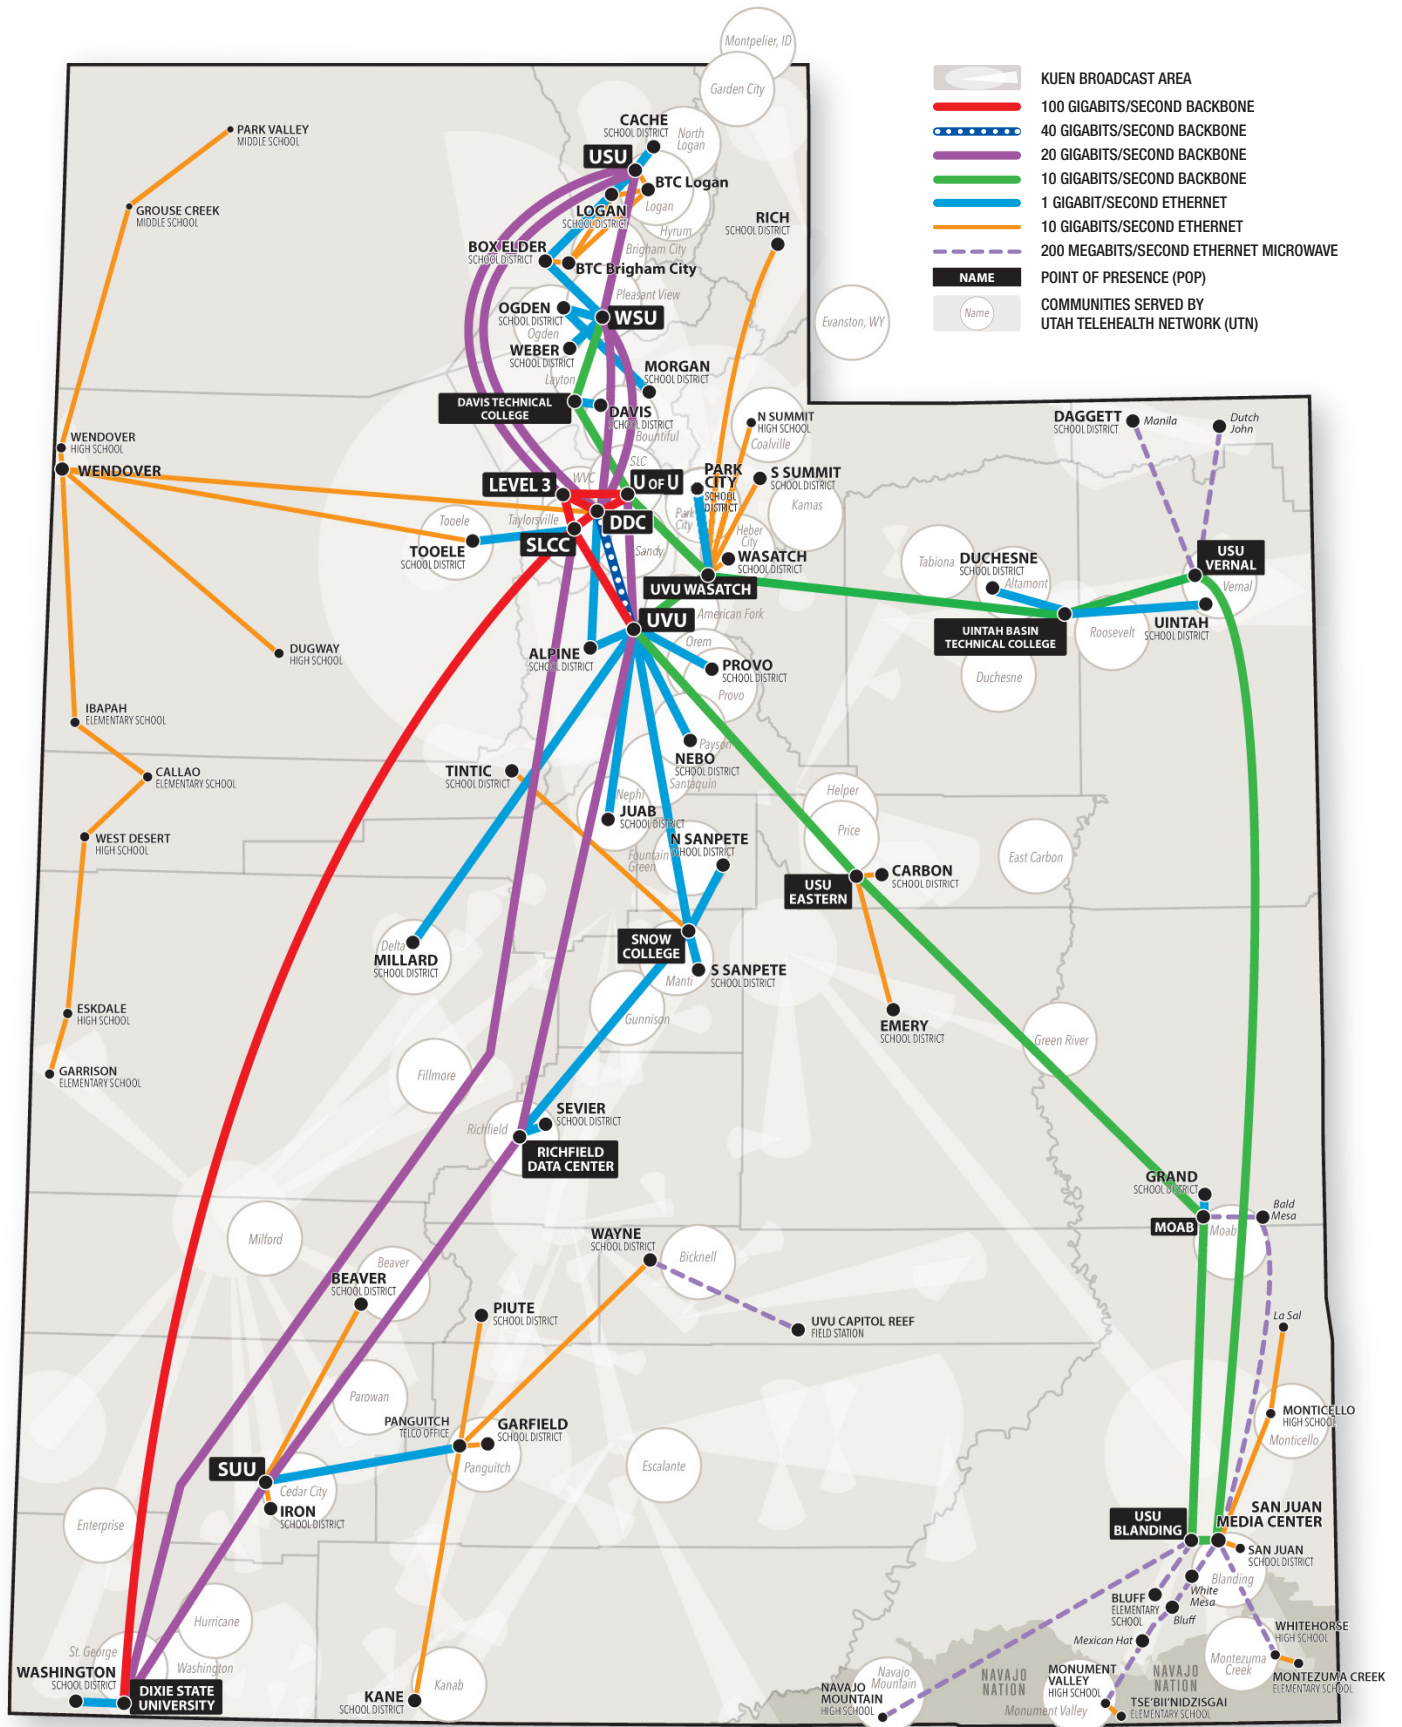 Montpelier, ID
Garden City
KUEN BROADCAST AREA
100 GIGABITS/SECOND BACKBONE
40 GIGABITS/SECOND BACKBONE
20 GIGABITS/SECOND BACKBONE
10 GIGABITS/SECOND BACKBONE
1 GIGABIT/SECOND ETHERNET
10 GIGABITS/SECOND ETHERNET
200 MEGABITS/SECOND ETHERNET MICROWAVE
NAME
POINT OF PRESENCE (POP)
Name
COMMUNITIES SERVED BY
UTAH TELEHEALTH NETWORK (UTN)
PARK VALLEY
MIDDLE SCHOOL
CACHE
SCHOOL DISTRICT
North
Logan
USU
BTC Logan
Logan
LOGAN
SCHOOL DISTRICT
Hyrum
GROUSE CREEK
MIDDLE SCHOOL
RICH
SCHOOL DISTRICT
BOX ELDER
SCHOOL DISTRICT
Brigham City
BTC Brigham City
Pleasant View
OGDEN
SCHOOL DISTRICT
Ogden
WSU
Evanston, WY
WEBER
SCHOOL DISTRICT
Layton
MORGAN
SCHOOL DISTRICT
DAVIS TECHNICAL
COLLEGE
DAVIS
SCHOOL DISTRICT
Bountiful
N SUMMIT
HIGH SCHOOL
Coalville
DAGGETT
SCHOOL DISTRICT
Manila
Dutch
John
WENDOVER
HIGH SCHOOL
WENDOVER
SLC
WVC
LEVEL 3
U OF U
PARK
CITY
SCHOOL
DISTRICT
S SUMMIT
SCHOOL DISTRICT
Kamas
Park
City
Heber
City
Tooele
Taylorsville
DDC
SLCC
Sandy
TOOELE
SCHOOL DISTRICT
WASATCH
SCHOOL DISTRICT
UVU WASATCH
Tabiona
DUCHESNE
SCHOOL DISTRICT
Altamont
USU
VERNAL
Vernal
UINTAH
SCHOOL DISTRICT
UINTAH BASIN
TECHNICAL COLLEGE
Roosevelt
Duchesne
UVU
American Fork
Orem
ALPINE
SCHOOL DISTRICT
PROVO
SCHOOL DISTRICT
Provo
DUGWAY
HIGH SCHOOL
IBAPAH
ELEMENTARY SCHOOL
Payson
NEBO
SCHOOL DISTRICT
Santaquin
CALLAO
ELEMENTARY SCHOOL
TINTIC
SCHOOL DISTRICT
Nephi
JUAB
SCHOOL DISTRICT
Helper
Price
WEST DESERT
HIGH SCHOOL
N SANPETE
SCHOOL DISTRICT
Fountain
Green
East Carbon
USU
EASTERN
CARBON
SCHOOL DISTRICT
Delta
MILLARD
SCHOOL DISTRICT
SNOW
COLLEGE
S SANPETE
SCHOOL DISTRICT
Manti
Gunnison
EMERY
SCHOOL DISTRICT
Green River
ESKDALE
HIGH SCHOOL
GARRISON
ELEMENTARY SCHOOL
Fillmore
SEVIER
SCHOOL DISTRICT
Richfield
RICHFIELD
DATA CENTER
GRAND
SCHOOL DISTRICT
MOAB
Moab
Bald
Mesa
Milford
WAYNE
SCHOOL DISTRICT
Bicknell
BEAVER
SCHOOL DISTRICT
Beaver
PIUTE
SCHOOL DISTRICT
UVU CAPITOL REEF
FIELD STATION
La Sal
Parowan
PANGUITCH
TELCO OFFICE
GARFIELD
SCHOOL DISTRICT
Panguitch
Escalante
MONTICELLO
HIGH SCHOOL
Monticello
SUU
Cedar City
IRON
SCHOOL DISTRICT
Enterprise
USU
BLANDING
SAN JUAN
MEDIA CENTER
SAN JUAN
SCHOOL DISTRICT
Blanding
White
Mesa
BLUFF
ELEMENTARY
SCHOOL
Bluff
Hurricane
Mexican Hat
WHITEHORSE
HIGH SCHOOL
St. George
Washington
WASHINGTON
SCHOOL DISTRICT
DIXIE STATE
UNIVERSITY
KANE
SCHOOL DISTRICT
Kanab
Navajo
Mountain
NAVAJO
MOUNTAIN
HIGH SCHOOL
NAVAJO
NATION
MONUMENT
VALLEY
HIGH SCHOOL
Monument Valley
NAVAJO
NATION
Montezuma
Creek
MONTEZUMA CREEK
ELEMENTARY SCHOOL
TSE'BII'NIDZISGAI
ELEMENTARY SCHOOL